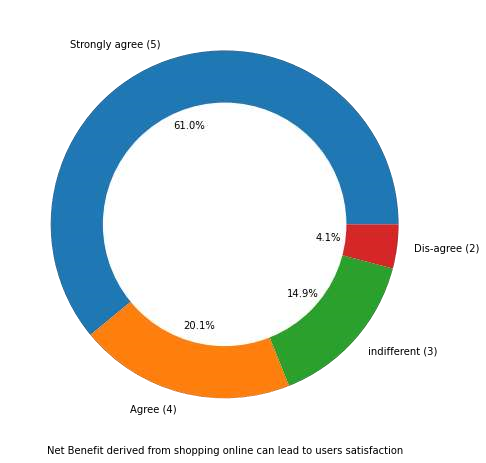 Strongly agree (5)
61.0%
4.1%
Dis-agree (2)
14.9%
20.1%
indifferent (3)
Agree (4)
Net Benefit derived from shopping online can lead to users satisfaction